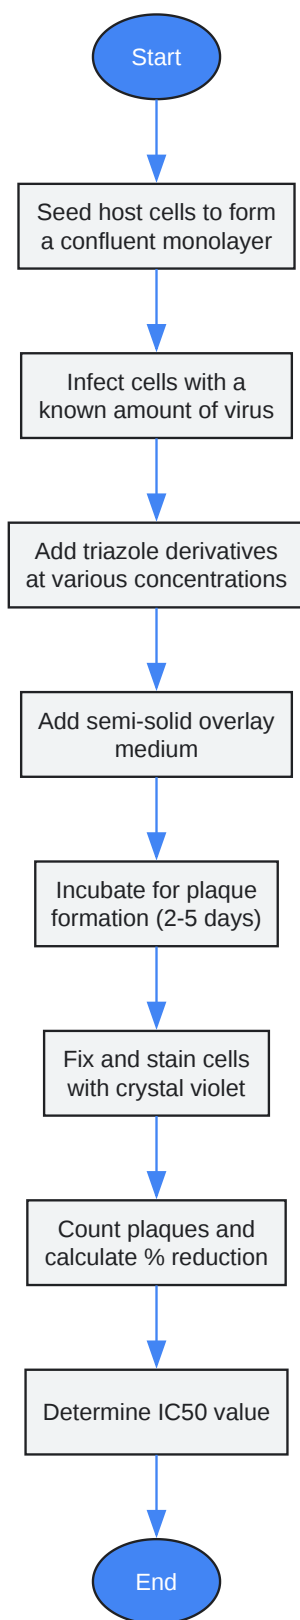 Start
Seed host cells to form
a confluent monolayer
Infect cells with a
known amount of virus
Add triazole derivatives
at various concentrations
Add semi-solid overlay
medium
Incubate for plaque
formation (2-5 days)
Fix and stain cells
with crystal violet
Count plaques and
calculate % reduction
Determine IC50 value
End